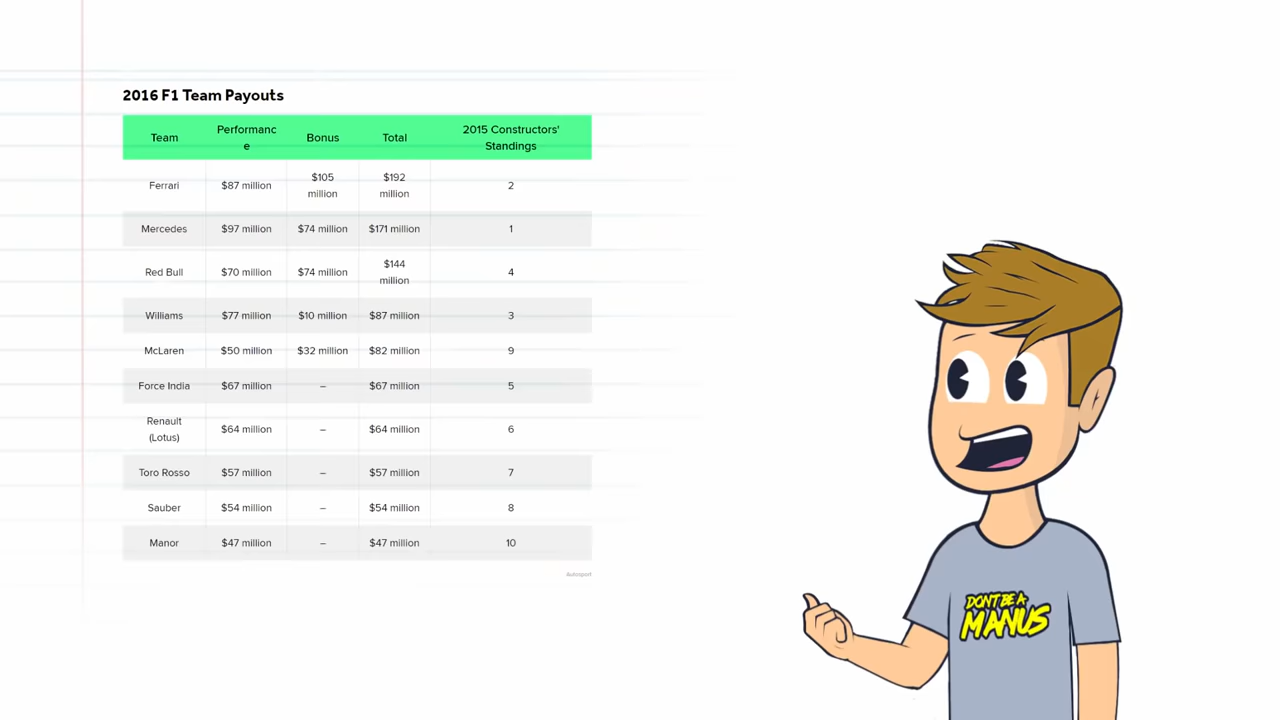 2016 F1 Team Payouts
Team Performanc e Bonus Total 2015 Constructors' Standings
Ferrari $87 million $105 million $192 million 2
Mercedes $97 million $74 million $171 million 1
Red Bull $70 million $74 million $144 million 4
Williams $77 million $10 million $87 million 3
McLaren $50 million $32 million $82 million 9
Force India $67 million – $67 million 5
Renault (Lotus) $64 million – $64 million 6
Toro Rosso $57 million – $57 million 7
Sauber $54 million – $54 million 8
Manor $47 million – $47 million 10
Autosport
DON'T BE A
MANUS